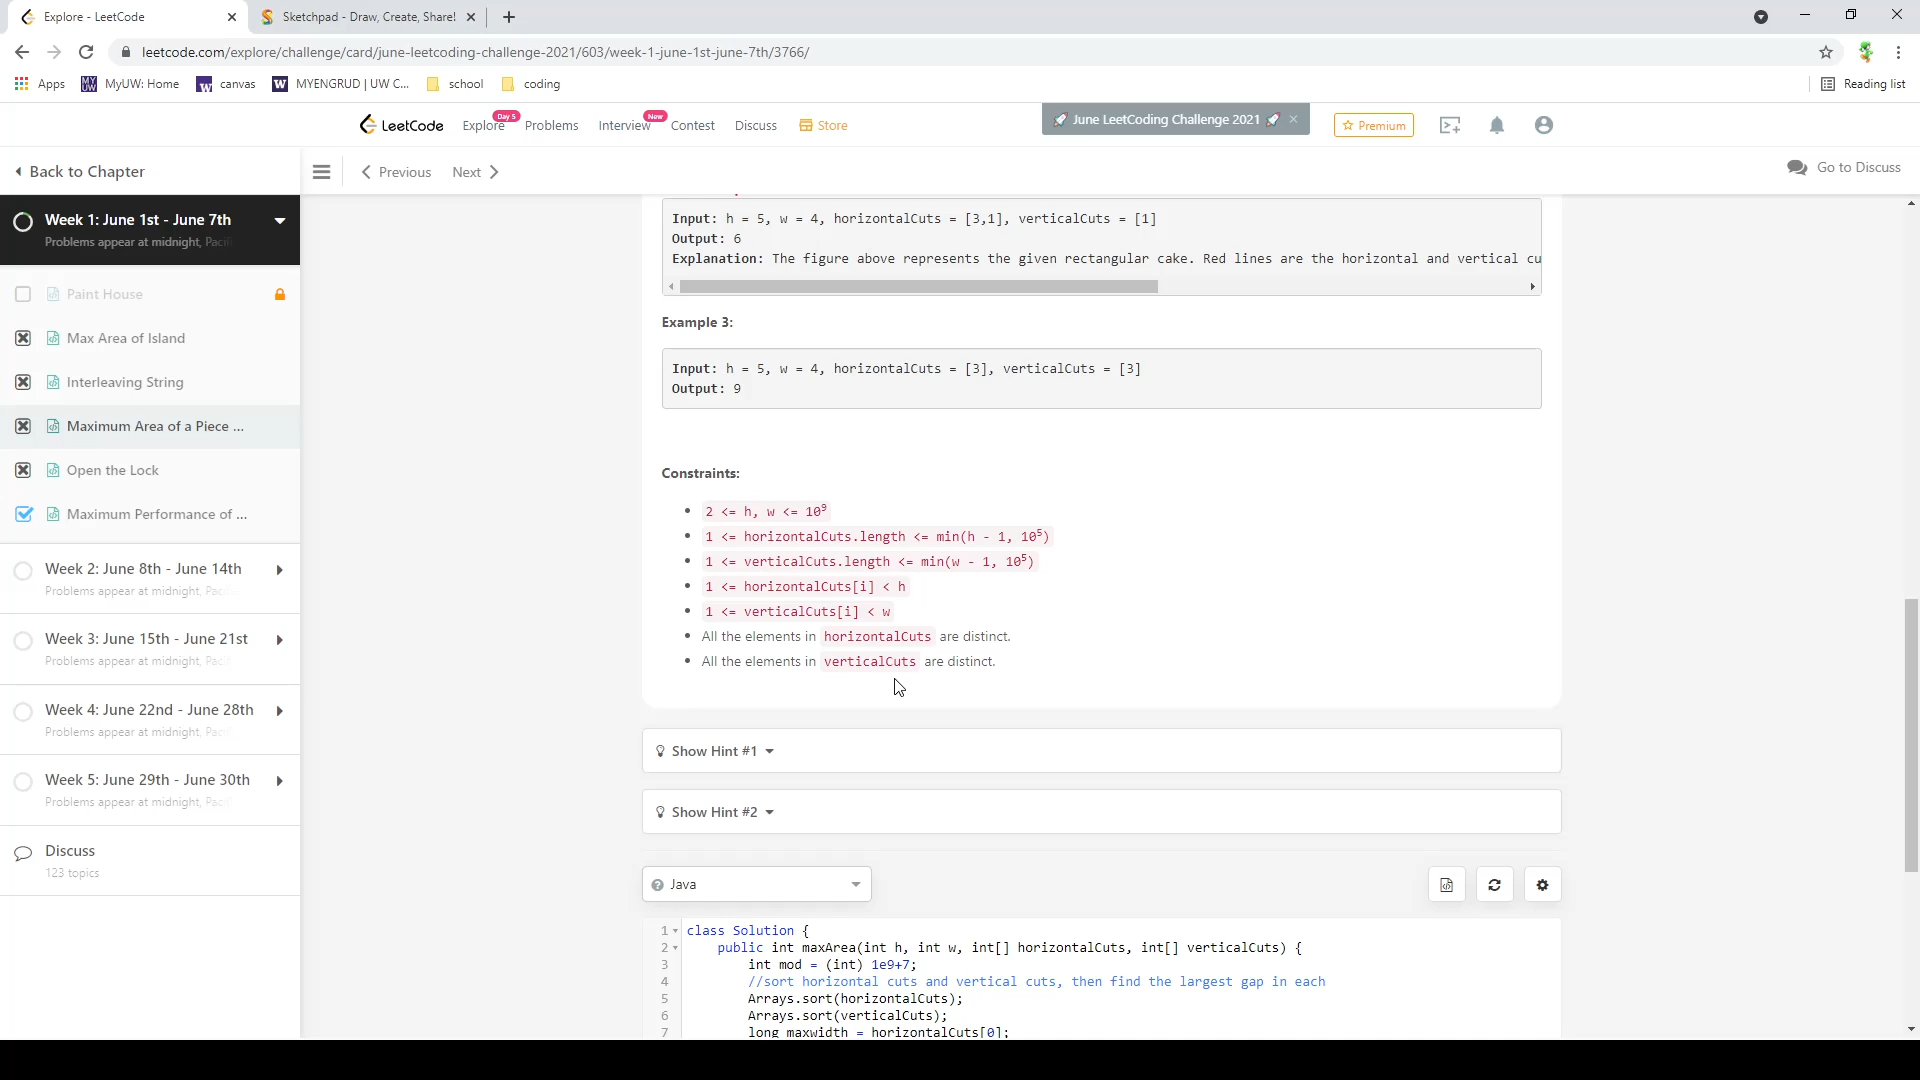 Explore - LeetCode
Sketchpad - Draw, Create, Share!
leetcode.com/explore/challenge/card/june-leetcoding-challenge-2021/603/week-1-june-1st-june-7th/3766/
Apps MyUW: Home canvas MYENGRUD | UW C... school coding Reading list
LeetCode Explore Day 5 Problems Interview New Contest Discuss Store June LeetCoding Challenge 2021 Premium
Back to Chapter Previous Next Go to Discuss
Week 1: June 1st - June 7th
Problems appear at midnight,
Paint House
Max Area of Island
Interleaving String
Maximum Area of a Piece ...
Open the Lock
Maximum Performance of ...
Week 2: June 8th - June 14th
Problems appear at midnight,
Week 3: June 15th - June 21st
Problems appear at midnight,
Week 4: June 22nd - June 28th
Problems appear at midnight,
Week 5: June 29th - June 30th
Problems appear at midnight,
Discuss
123 topics
Input: h = 5, w = 4, horizontalCuts = [3,1], verticalCuts = [1]
Output: 6
Explanation: The figure above represents the given rectangular cake. Red lines are the horizontal and vertical cu
Example 3:
Input: h = 5, w = 4, horizontalCuts = [3], verticalCuts = [3]
Output: 9
Constraints:
2 <= h, w <= 10⁹
1 <= horizontalCuts.length <= min(h - 1, 10⁵)
1 <= verticalCuts.length <= min(w - 1, 10⁵)
1 <= horizontalCuts[i] < h
1 <= verticalCuts[i] < w
All the elements in horizontalCuts are distinct.
All the elements in verticalCuts are distinct.
Show Hint #1
Show Hint #2
Java
1 class Solution {
2 public int maxArea(int h, int w, int[] horizontalCuts, int[] verticalCuts) {
3 int mod = (int) 1e9+7;
4 //sort horizontal cuts and vertical cuts, then find the largest gap in each
5 Arrays.sort(horizontalCuts);
6 Arrays.sort(verticalCuts);
7 long maxwidth = horizontalCuts[0];